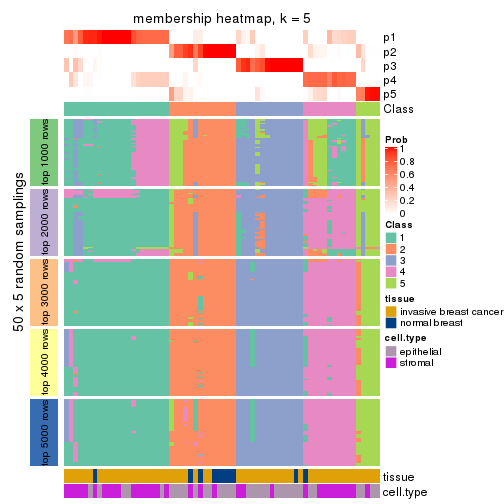 membership heatmap, k = 5
p1
p2
p3
p4
p5
Class
50 x 5 random samplings
top 1000 rows
top 2000 rows
top 3000 rows
top 4000 rows
top 5000 rows
Prob
1
0.8
0.6
0.4
0.2
0
Class
1
2
3
4
5
tissue
invasive breast cancer
normal breast
cell.type
epithelial
stromal
tissue
cell.type